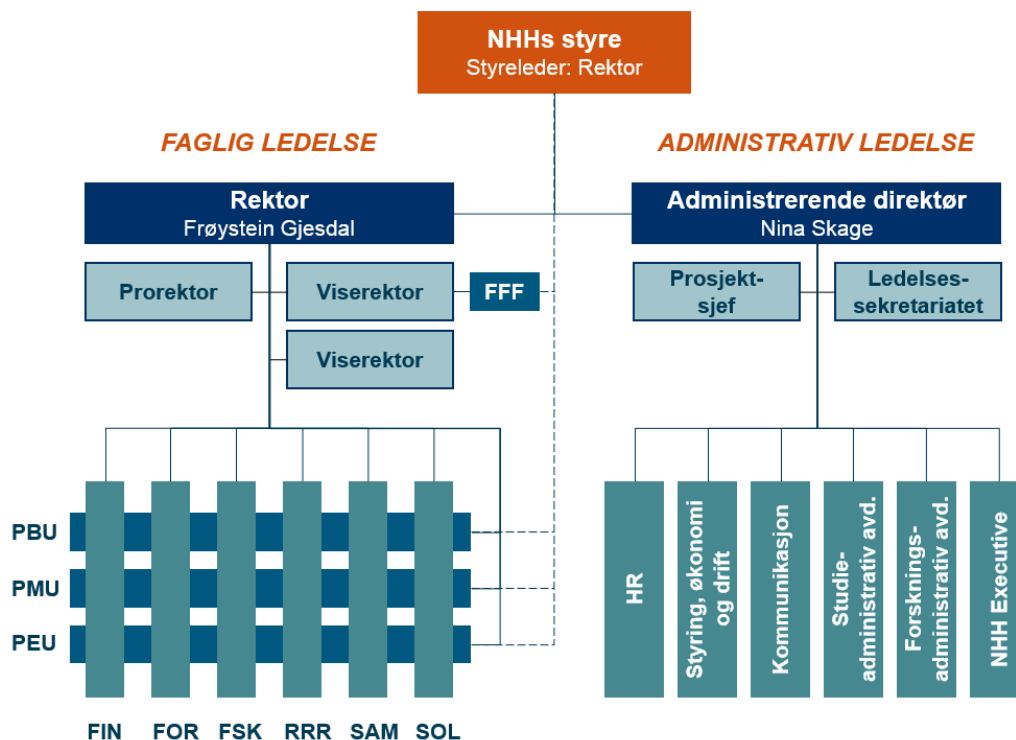 NHHs styre
Styreleder: Rektor
FAGLIG LEDELSE
ADMINISTRATIV LEDELSE
Rektor
Frøystein Gjesdal
Administrerende direktør
Nina Skage
Prorektor
Viserektor
FFF
Prosjekt-
sjef
Ledelses-
sekretariatet
Viserektor
PBU
PMU
PEU
FIN
FOR
FSK
RRR
SAM
SOL
HR
Styring, økonomi
og drift
Kommunikasjon
Studie-
administrativ avd.
Forsknings-
administrativ avd.
NHH Executive